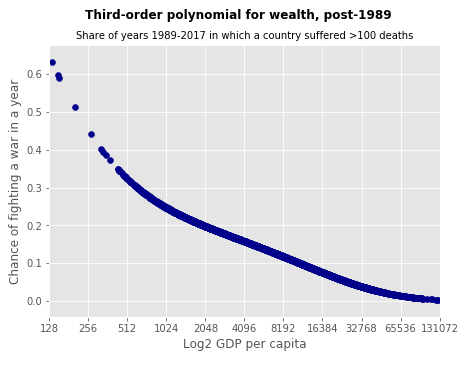 Third-order polynomial for wealth, post-1989
Share of years 1989-2017 in which a country suffered >100 deaths
Chance of fighting a war in a year
0.6
0.5
0.4
0.3
0.2
0.1
0.0
128 256 512 1024 2048 4096 8192 16384 32768 65536 131072
Log2 GDP per capita